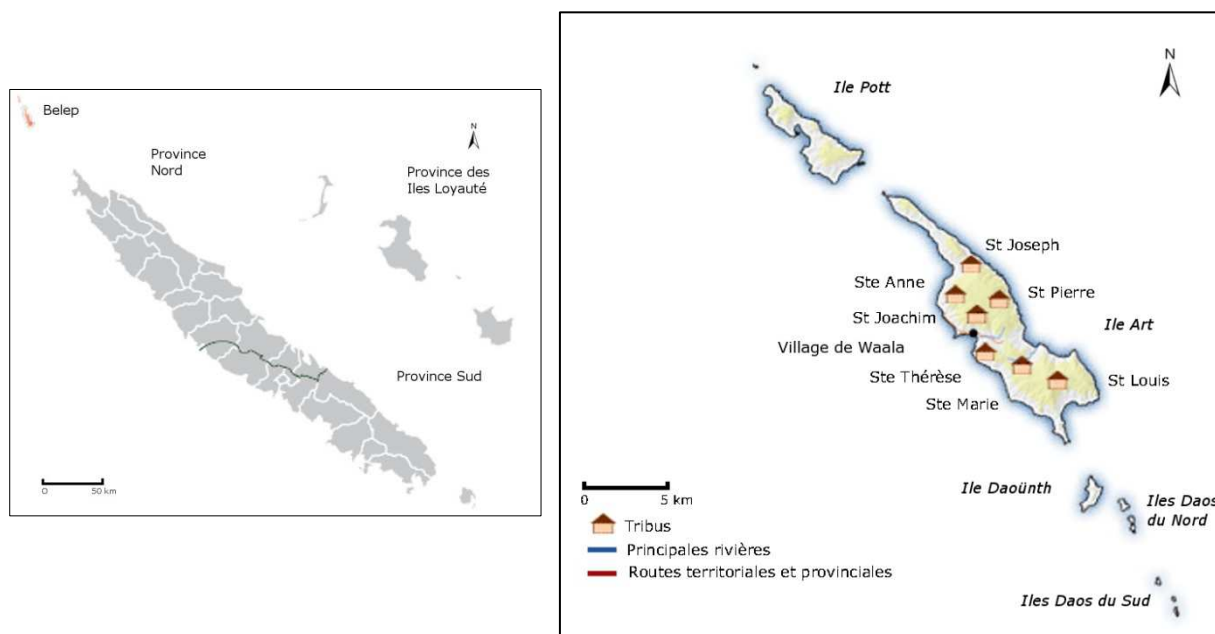 Belep
N
Province
Nord
Province des
Iles Loyauté
Province Sud
0 50 km
N
Ile Pott
St Joseph
Ste Anne
St Pierre
St Joachim
Ile Art
Village de Waala
Ste Thérèse
St Louis
Ste Marie
Ile Daoünth
Iles Daos
du Nord
Iles Daos du Sud
0 5 km
Tribus
Principales rivières
Routes territoriales et provinciales